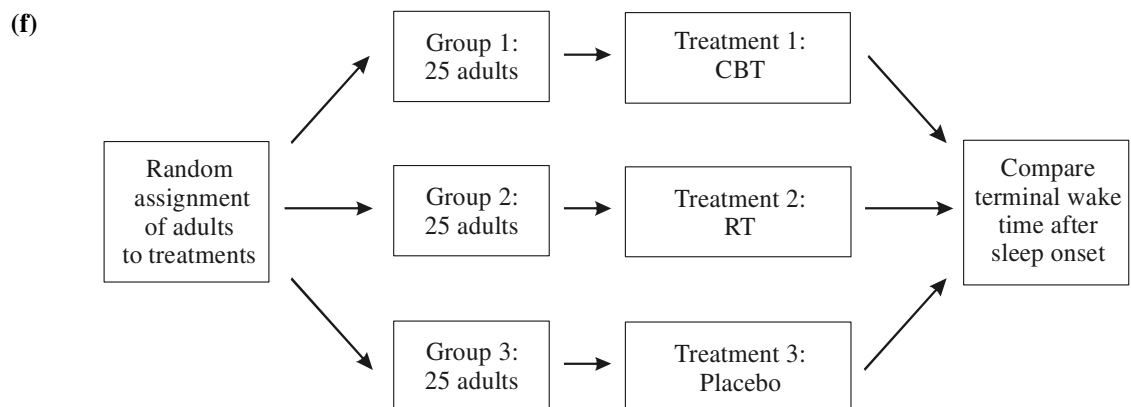 (f)
Group 1:
25 adults
Treatment 1:
CBT
Random
assignment
of adults
to treatments
Group 2:
25 adults
Treatment 2:
RT
Compare
terminal wake
time after
sleep onset
Group 3:
25 adults
Treatment 3:
Placebo